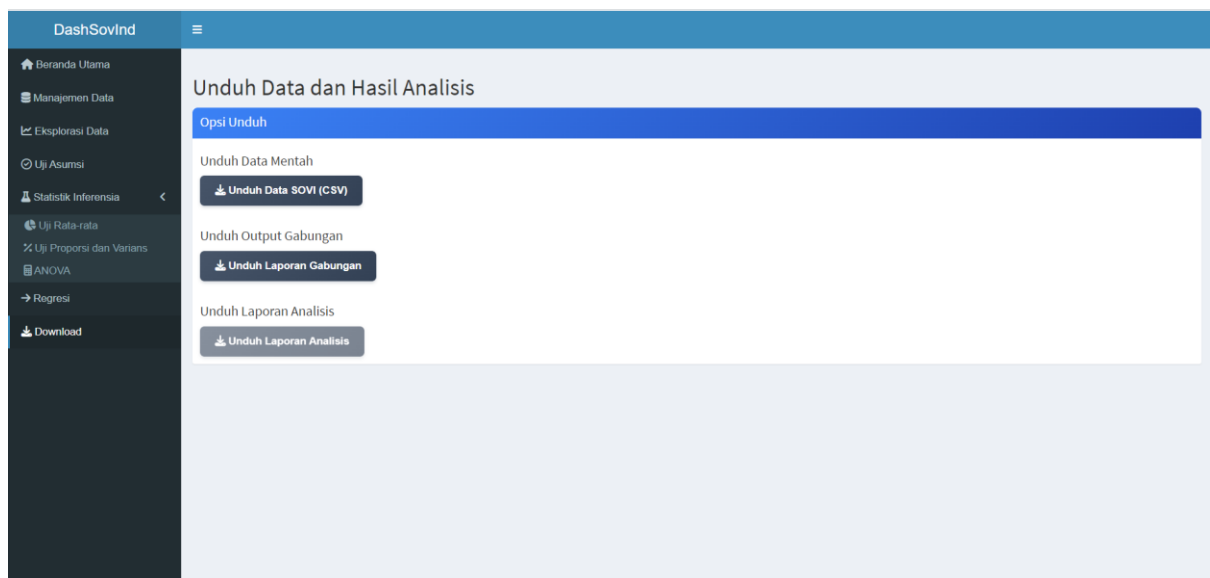 DashSovInd
Beranda Utama
Manajemen Data
Eksplorasi Data
Uji Asumsi
Statistik Inferensia
Uji Rata-rata
Uji Proporsi dan Varians
ANOVA
Regresi
Download
Unduh Data dan Hasil Analisis
Opsi Unduh
Unduh Data Mentah
Unduh Data SOVI (CSV)
Unduh Output Gabungan
Unduh Laporan Gabungan
Unduh Laporan Analisis
Unduh Laporan Analisis